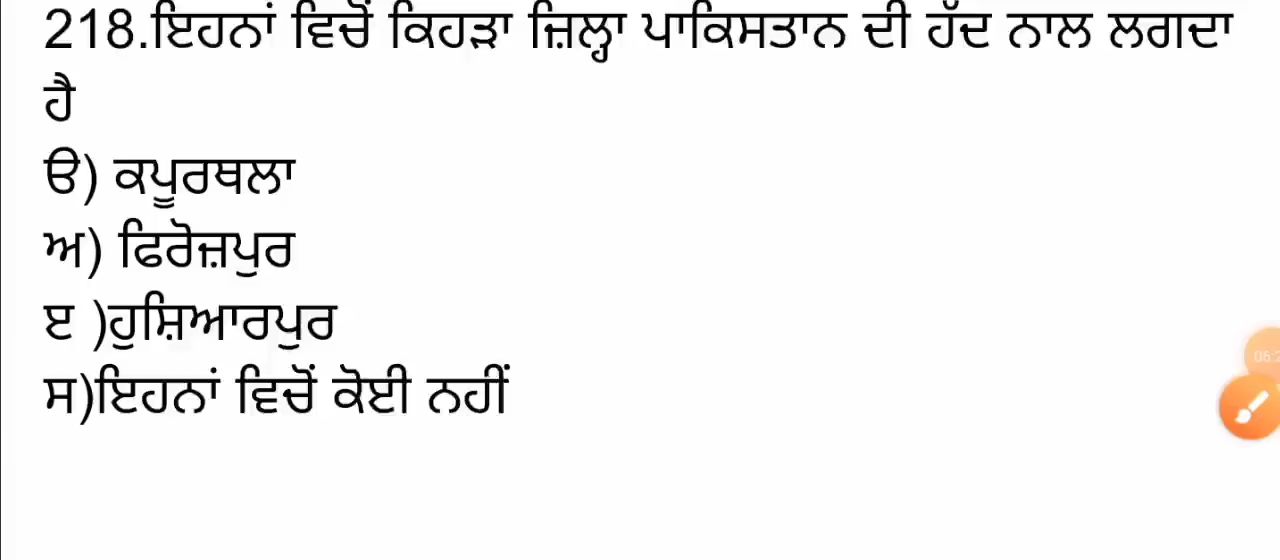 218.ਇਹਨਾਂ ਵਿਚੋਂ ਕਿਹੜਾ ਜ਼ਿਲ੍ਹਾ ਪਾਕਿਸਤਾਨ ਦੀ ਹੱਦ ਨਾਲ ਲਗਦਾ
ਹੈ
ੳ) ਕਪੂਰਥਲਾ
ਅ) ਫਿਰੋਜ਼ਪੁਰ
ੲ )ਹੁਸ਼ਿਆਰਪੁਰ
ਸ)ਇਹਨਾਂ ਵਿਚੋਂ ਕੋਈ ਨਹੀਂ